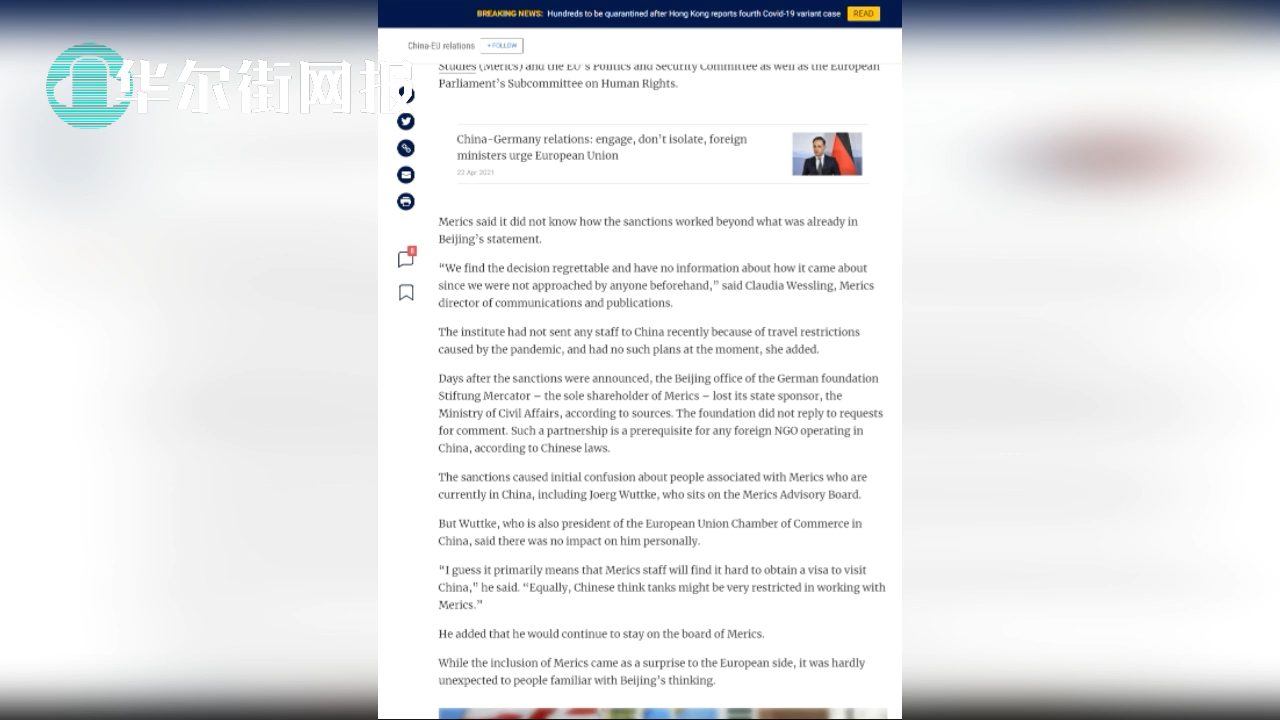 BREAKING NEWS: Hundreds to be quarantined after Hong Kong reports fourth Covid-19 variant case READ
China-EU relations + FOLLOW
华尔街网报
Studies (Merics) and the EU's Politics and Security Committee as well as the European
Parliament's Subcommittee on Human Rights.
China-Germany relations: engage, don't isolate, foreign
ministers urge European Union
22 Apr 2021
8
Merics said it did not know how the sanctions worked beyond what was already in
Beijing's statement.
“We find the decision regrettable and have no information about how it came about
since we were not approached by anyone beforehand,” said Claudia Wessling, Merics
director of communications and publications.
The institute had not sent any staff to China recently because of travel restrictions
caused by the pandemic, and had no such plans at the moment, she added.
Days after the sanctions were announced, the Beijing office of the German foundation
Stiftung Mercator – the sole shareholder of Merics – lost its state sponsor, the
Ministry of Civil Affairs, according to sources. The foundation did not reply to requests
for comment. Such a partnership is a prerequisite for any foreign NGO operating in
China, according to Chinese laws.
The sanctions caused initial confusion about people associated with Merics who are
currently in China, including Joerg Wuttke, who sits on the Merics Advisory Board.
But Wuttke, who is also president of the European Union Chamber of Commerce in
China, said there was no impact on him personally.
“I guess it primarily means that Merics staff will find it hard to obtain a visa to visit
China,” he said. “Equally, Chinese think tanks might be very restricted in working with
Merics.”
He added that he would continue to stay on the board of Merics.
While the inclusion of Merics came as a surprise to the European side, it was hardly
unexpected to people familiar with Beijing's thinking.